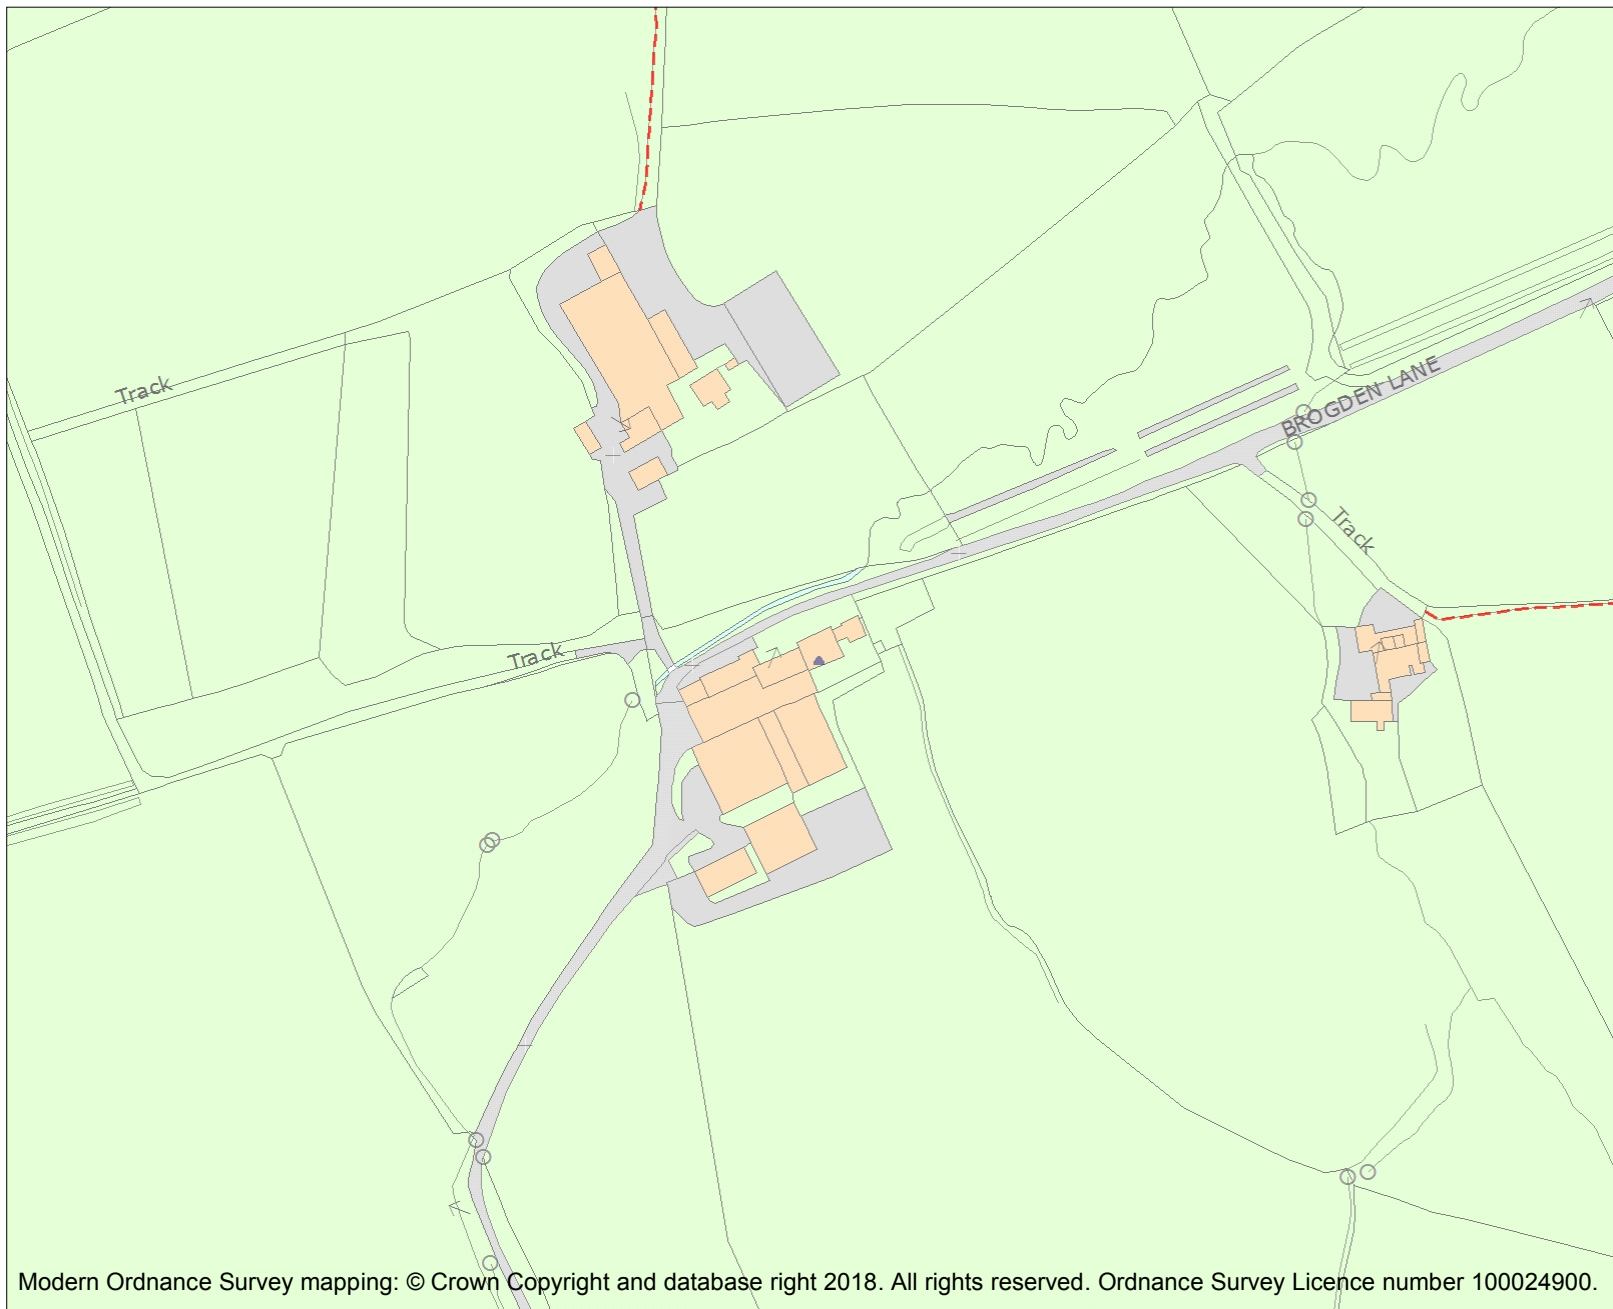 Track
BROGDEN LANE
Track
Track
Modern Ordnance Survey mapping: © Crown Copyright and database right 2018. All rights reserved. Ordnance Survey Licence number 100024900.